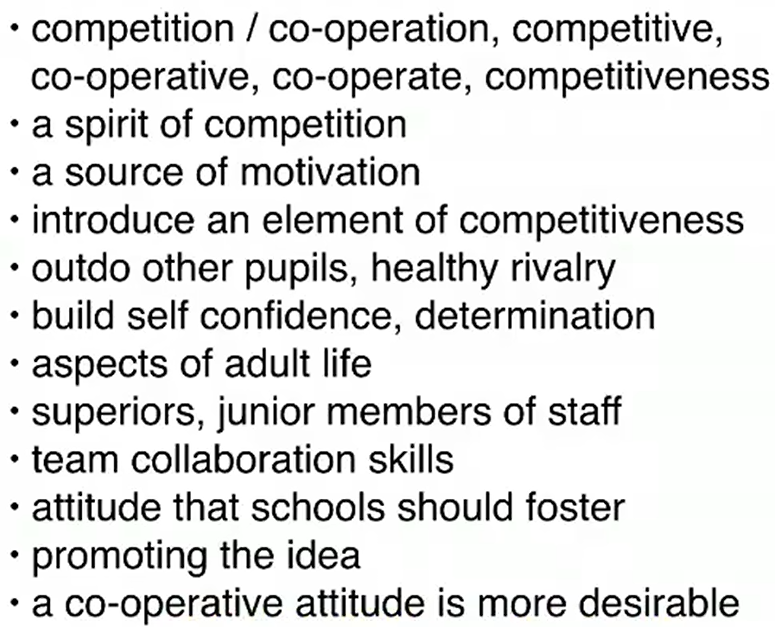 • competition / co-operation, competitive,
co-operative, co-operate, competitiveness
• a spirit of competition
• a source of motivation
• introduce an element of competitiveness
• outdo other pupils, healthy rivalry
• build self confidence, determination
• aspects of adult life
• superiors, junior members of staff
• team collaboration skills
• attitude that schools should foster
• promoting the idea
• a co-operative attitude is more desirable